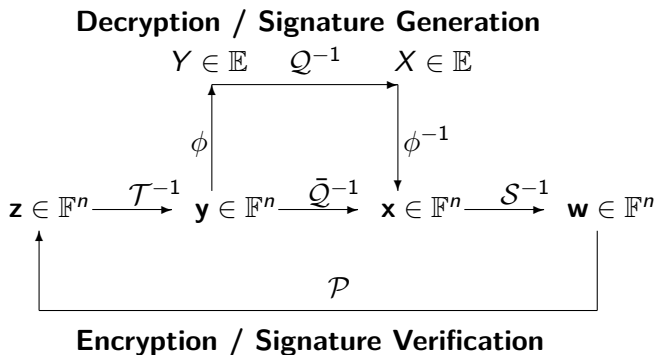 Decryption / Signature Generation
Y ∈ 𝔼 𝒬⁻¹ X ∈ 𝔼
ϕ ϕ⁻¹
z ∈ 𝔽ⁿ 𝒯⁻¹ y ∈ 𝔽ⁿ 𝒬̄⁻¹ x ∈ 𝔽ⁿ 𝒮⁻¹ w ∈ 𝔽ⁿ
𝒫
Encryption / Signature Verification